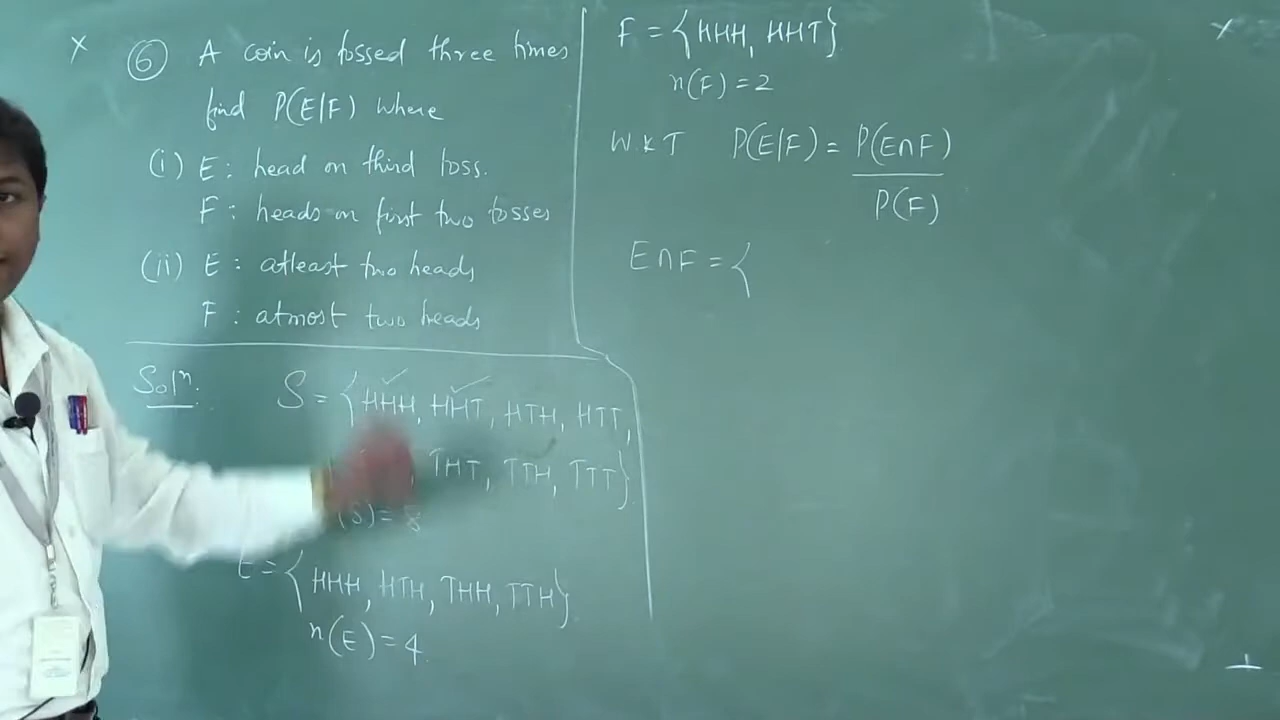 ⑥ A coin is tossed three times
find P(E/F) where
(i) E: head on third toss.
F: heads on first two tosses
(ii) E: atleast two heads
F: atmost two heads
Solⁿ: S = {HHH, HHT, HTH, HTT,
THT, TTH, TTT}
(S) = 8
E = {HHH, HTH, THH, TTH}
n(E) = 4
F = {HHH, HHT}
n(F) = 2
W.K.T P(E/F) = P(E∩F)
P(F)
E∩F = {